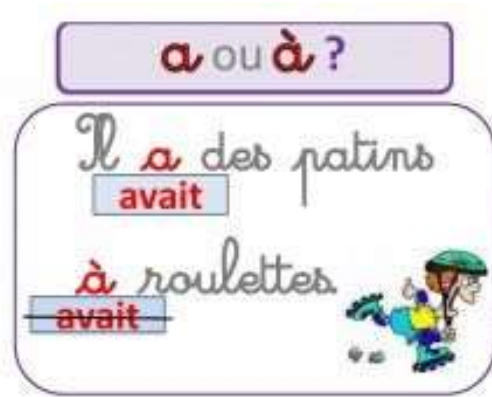 a ou à ?
Il a des patins
avait
à roulettes
avait